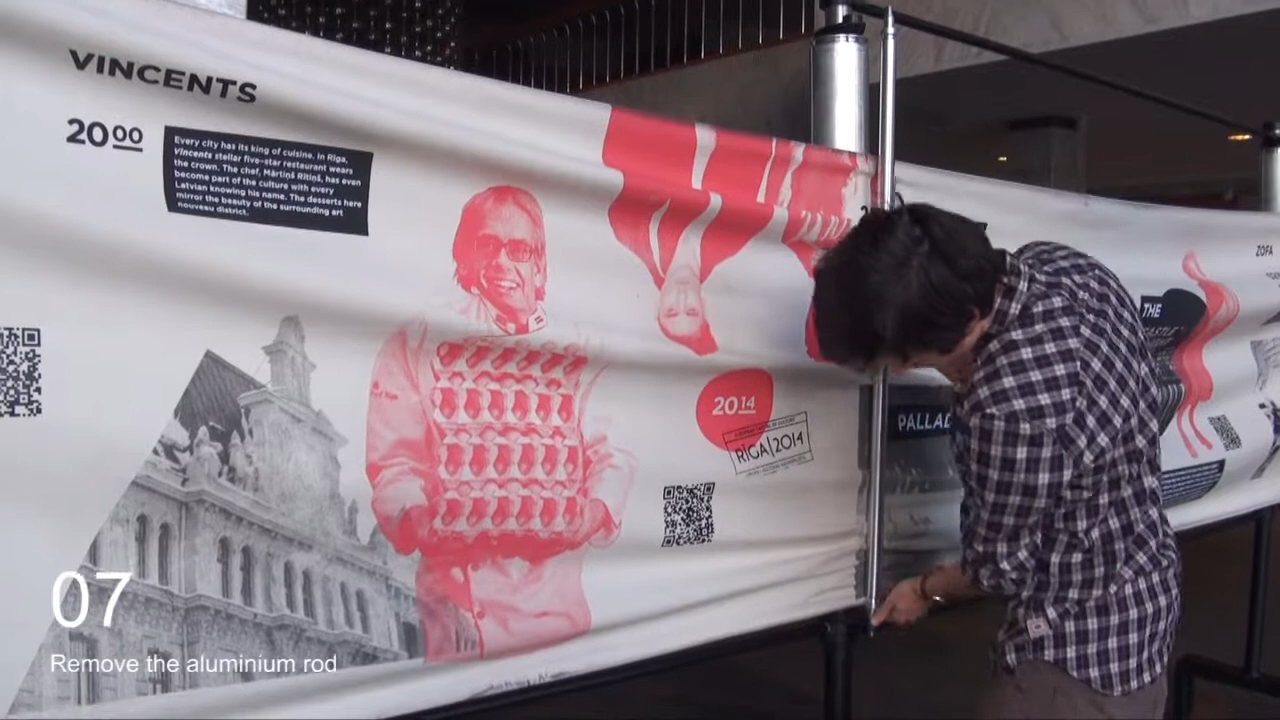 VINCENTS
2000
Every city has its king of cuisine. In Riga,
Vincents stellar five-star restaurant wears
the crown. The chef, Mārtiņš Rītiņš, has even
become part of the culture with every
Latvian knowing his name. The desserts here
mirror the beauty of the surrounding art
nouveau district.
2014
RIGA|2014
PALLAD
THE
ZOFA
07
Remove the aluminium rod